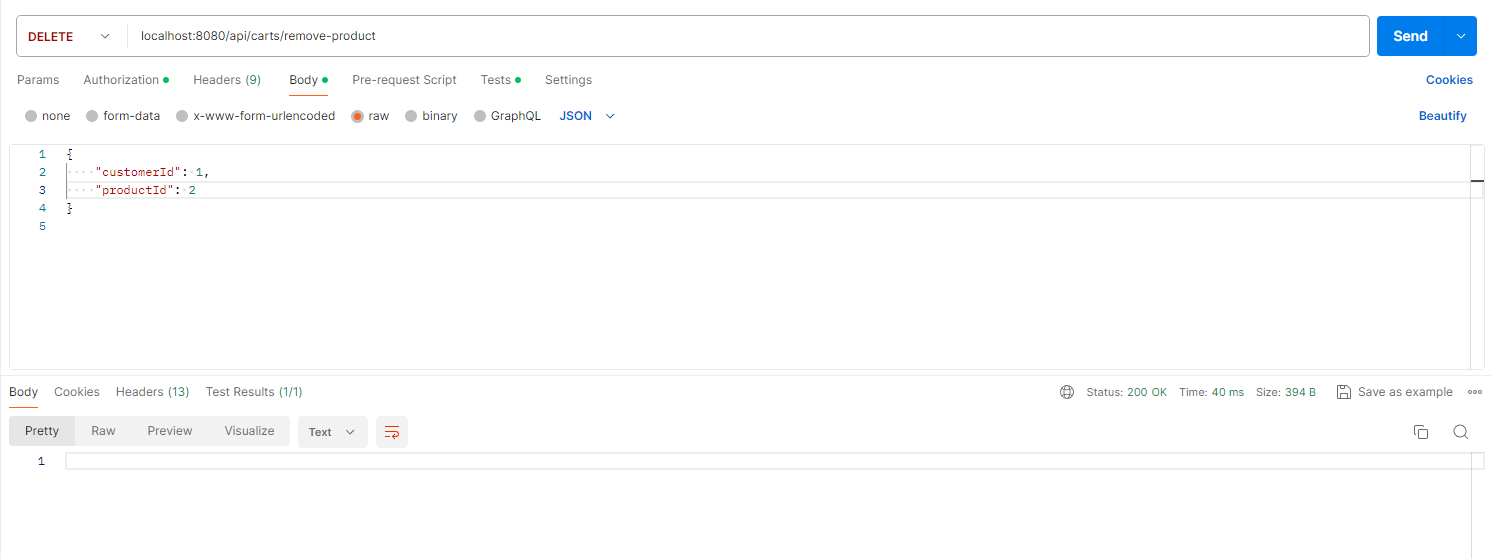 DELETE localhost:8080/api/carts/remove-product Send
Params Authorization Headers (9) Body Pre-request Script Tests Settings Cookies
none form-data x-www-form-urlencoded raw binary GraphQL JSON Beautify
1 {
2 "customerId": 1,
3 "productId": 2
4 }
5
Body Cookies Headers (13) Test Results (1/1) Status: 200 OK Time: 40 ms Size: 394 B Save as example
Pretty Raw Preview Visualize Text
1